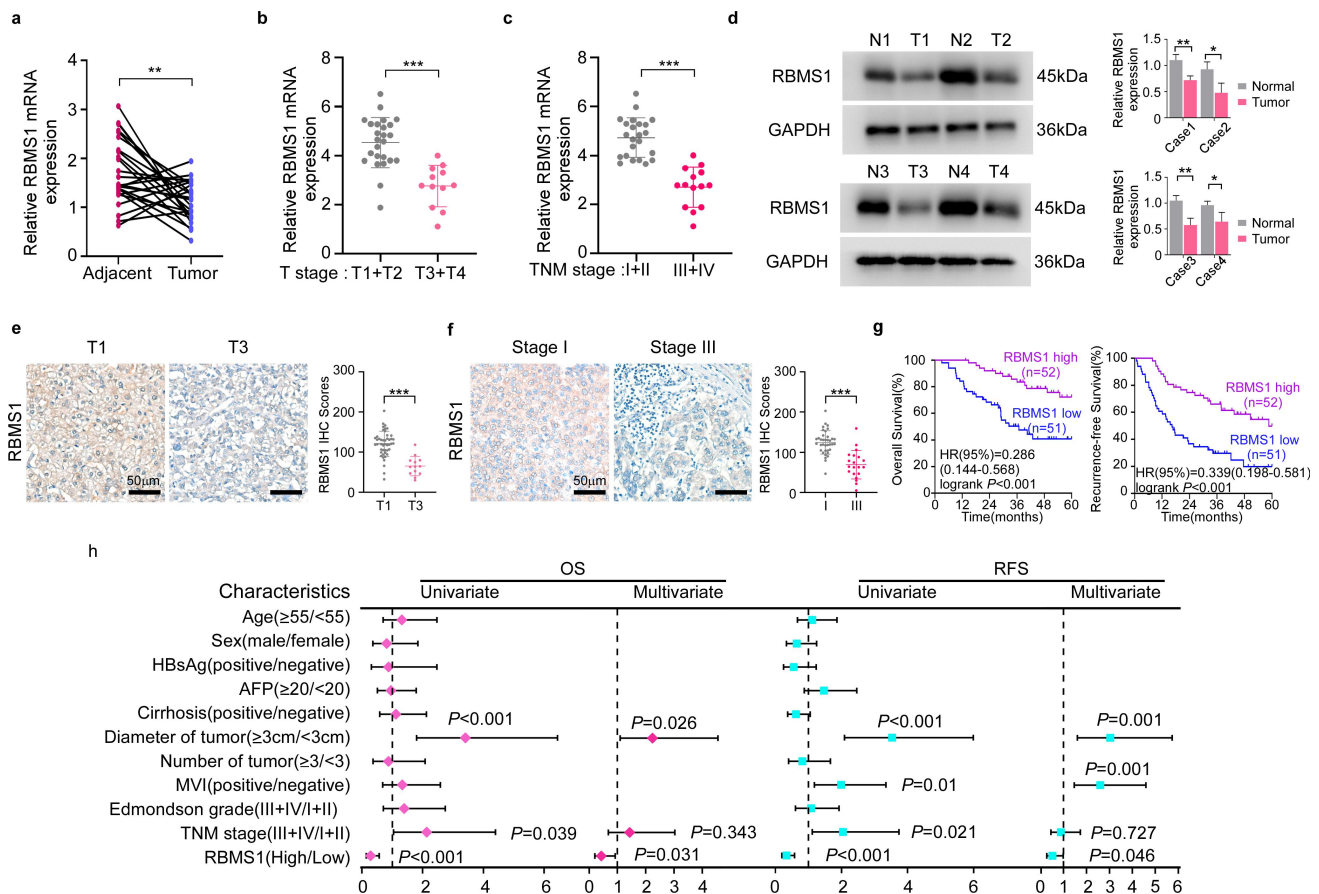 a
Relative RBMS1 mRNA
expression
4
3
2
1
0
**
Adjacent Tumor
b
Relative RBMS1 mRNA
expression
8
6
4
2
0
***
T stage : T1+T2 T3+T4
c
Relative RBMS1 mRNA
expression
8
6
4
2
0
***
TNM stage :I+II III+IV
d
N1 T1 N2 T2
RBMS1 45kDa
GAPDH 36kDa
N3 T3 N4 T4
RBMS1 45kDa
GAPDH 36kDa
Relative RBMS1
expression
1.5
1.0
0.5
0.0
** *
Case1 Case2
Normal
Tumor
Relative RBMS1
expression
1.5
1.0
0.5
0.0
** *
Case3 Case4
Normal
Tumor
e
T1 T3
RBMS1
50μm
RBMS1 IHC Scores
300
200
100
0
***
T1 T3
f
Stage I Stage III
RBMS1
50μm
RBMS1 IHC Scores
300
200
100
0
***
I III
g
Overall Survival(%)
100
80
60
40
20
0
RBMS1 high
(n=52)
RBMS1 low
(n=51)
HR(95%)=0.286
(0.144-0.568)
logrank P<0.001
0 12 24 36 48 60
Time(months)
Recurrence-free Survival(%)
100
80
60
40
20
0
RBMS1 high
(n=52)
RBMS1 low
(n=51)
HR(95%)=0.339(0.198-0.581)
logrank P<0.001
0 12 24 36 48 60
Time(months)
h
OS RFS
Characteristics Univariate Multivariate Univariate Multivariate
Age(≥55/<55)
Sex(male/female)
HBsAg(positive/negative)
AFP(≥20/<20)
Cirrhosis(positive/negative)
P<0.001 P=0.026 P<0.001 P=0.001
Diameter of tumor(≥3cm/<3cm)
Number of tumor(≥3/<3)
P=0.001
MVI(positive/negative) P=0.01
Edmondson grade(III+IV/I+II)
TNM stage(III+IV/I+II) P=0.039 P=0.343 P=0.021 P=0.727
RBMS1(High/Low) P<0.001 P=0.031 P<0.001 P=0.046
0 2 4 6 0 1 2 3 4 0 2 4 6 0 1 2 3 4 5 6